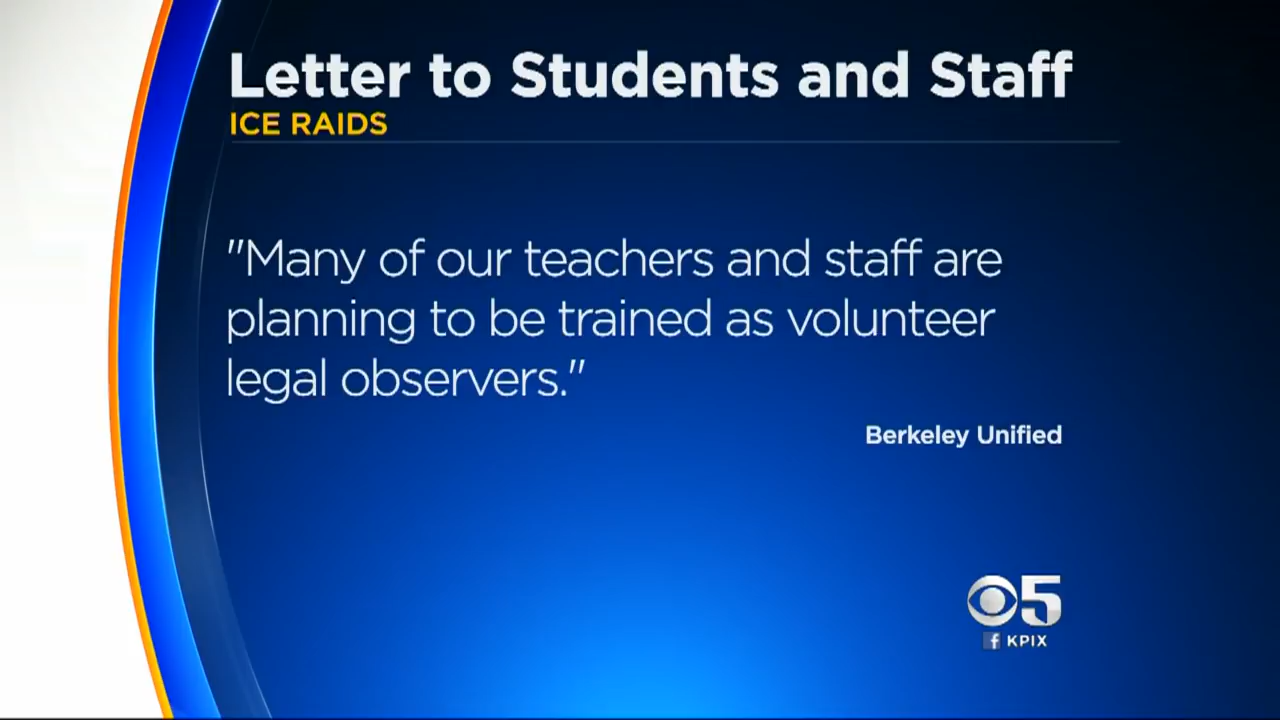 Letter to Students and Staff
ICE RAIDS
"Many of our teachers and staff are
planning to be trained as volunteer
legal observers."
Berkeley Unified
5
f KPIX